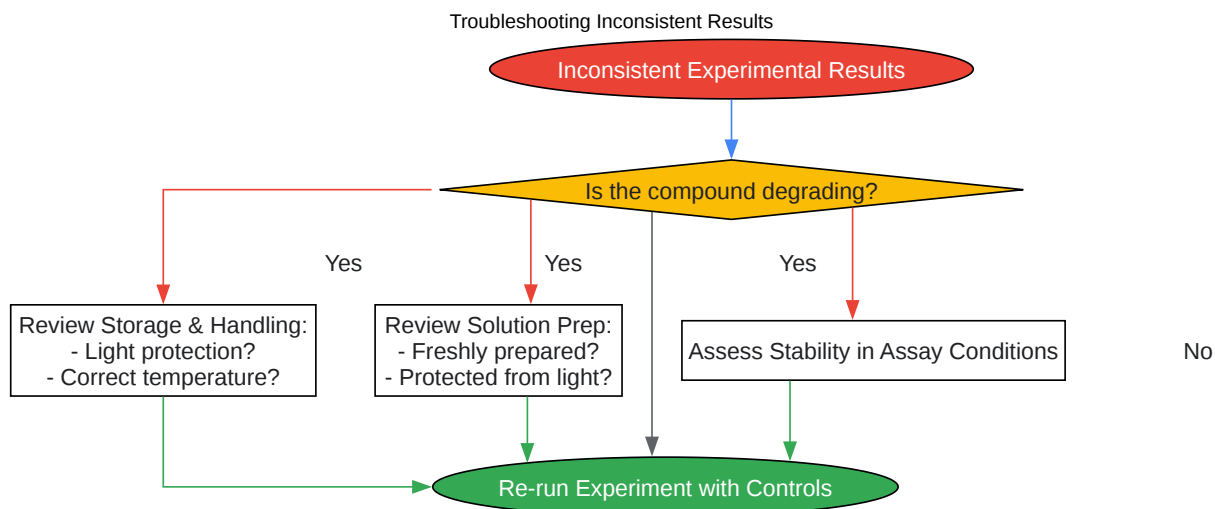 Troubleshooting Inconsistent Results
Inconsistent Experimental Results
Is the compound degrading?
Yes
Yes
Yes
No
Review Storage & Handling:
- Light protection?
- Correct temperature?
Review Solution Prep:
- Freshly prepared?
- Protected from light?
Assess Stability in Assay Conditions
Re-run Experiment with Controls